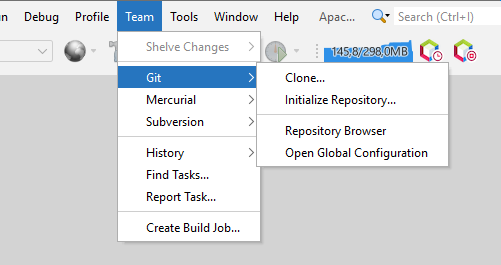 Debug Profile Team Tools Window Help Apac... Search (Ctrl+I)
145,8/298,0MB
Shelve Changes
Git
Mercurial
Subversion
History
Find Tasks...
Report Task...
Create Build Job...
Clone...
Initialize Repository...
Repository Browser
Open Global Configuration